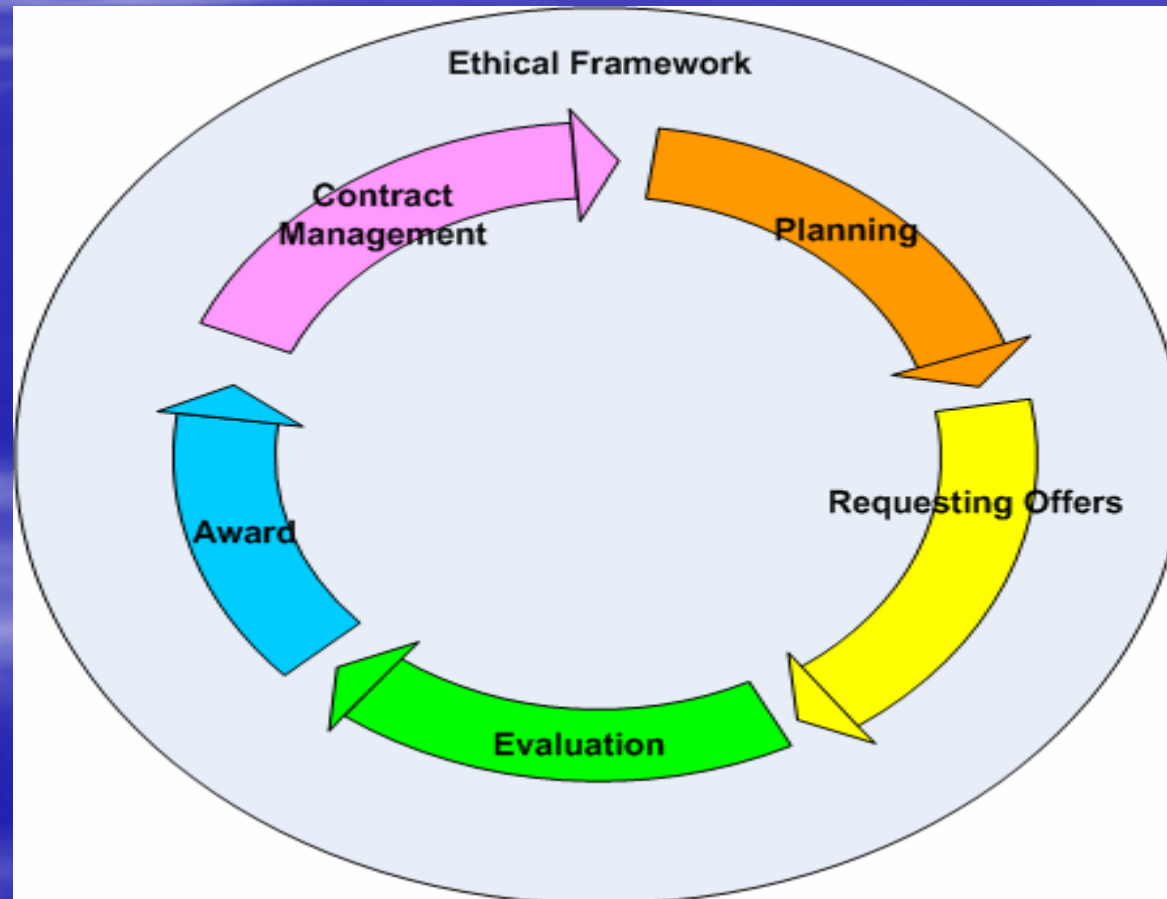 Ethical Framework
Contract
Management
Planning
Requesting Offers
Evaluation
Award